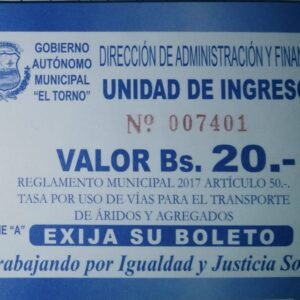 GOBIERNO
AUTÓNOMO
MUNICIPAL
"EL TORNO"
DIRECCIÓN DE ADMINISTRACIÓN Y FINAN
UNIDAD DE INGRESO
Nº 007401
VALOR Bs. 20.-
REGLAMENTO MUNICIPAL 2017 ARTÍCULO 50.-.
TASA POR USO DE VÍAS PARA EL TRANSPORTE
DE ÁRIDOS Y AGREGADOS
IE "A" EXIJA SU BOLETO
rabajando por Igualdad y Justicia So